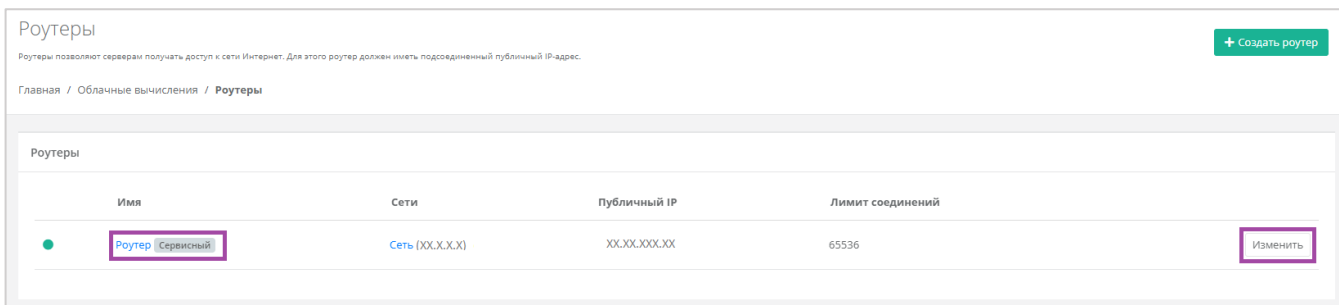 Роутеры
+ Создать роутер
Роутеры позволяют серверам получать доступ к сети Интернет. Для этого роутер должен иметь подсоединенный публичный IP-адрес.
Главная / Облачные вычисления / Роутеры
Роутеры
Имя Сети Публичный IP Лимит соединений
Роутер Сервисный Сеть (XX.X.X.X) XX.XX.XXX.XX 65536 Изменить